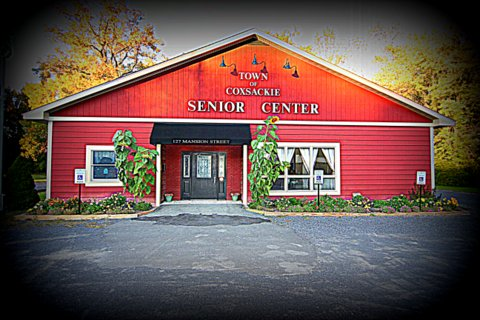 TOWN
OF
COXSACKIE
SENIOR CENTER
127 MANSION STREET